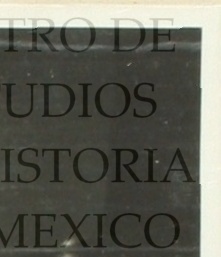 TRO DE
UDIOS
ISTORIA
MEXICO